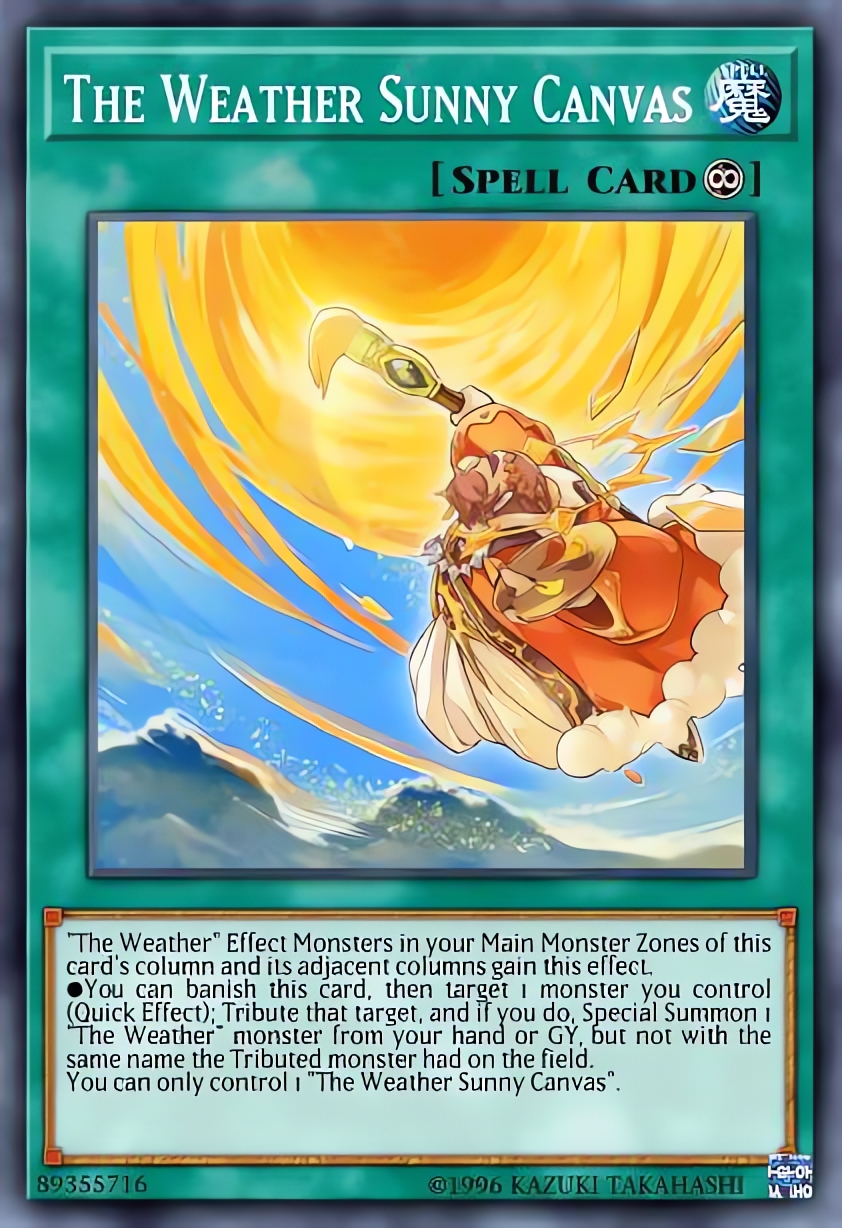 THE WEATHER SUNNY CANVAS 魔
[SPELL CARD ]
"The Weather" Effect Monsters in your Main Monster Zones of this
card's column and its adjacent columns gain this effect.
●You can banish this card, then target 1 monster you control
(Quick Effect); Tribute that target, and if you do, Special Summon 1
"The Weather" monster from your hand or GY, but not with the
same name the Tributed monster had on the field.
You can only control 1 "The Weather Sunny Canvas".
89355716 ©1996 KAZUKI TAKAHASHI